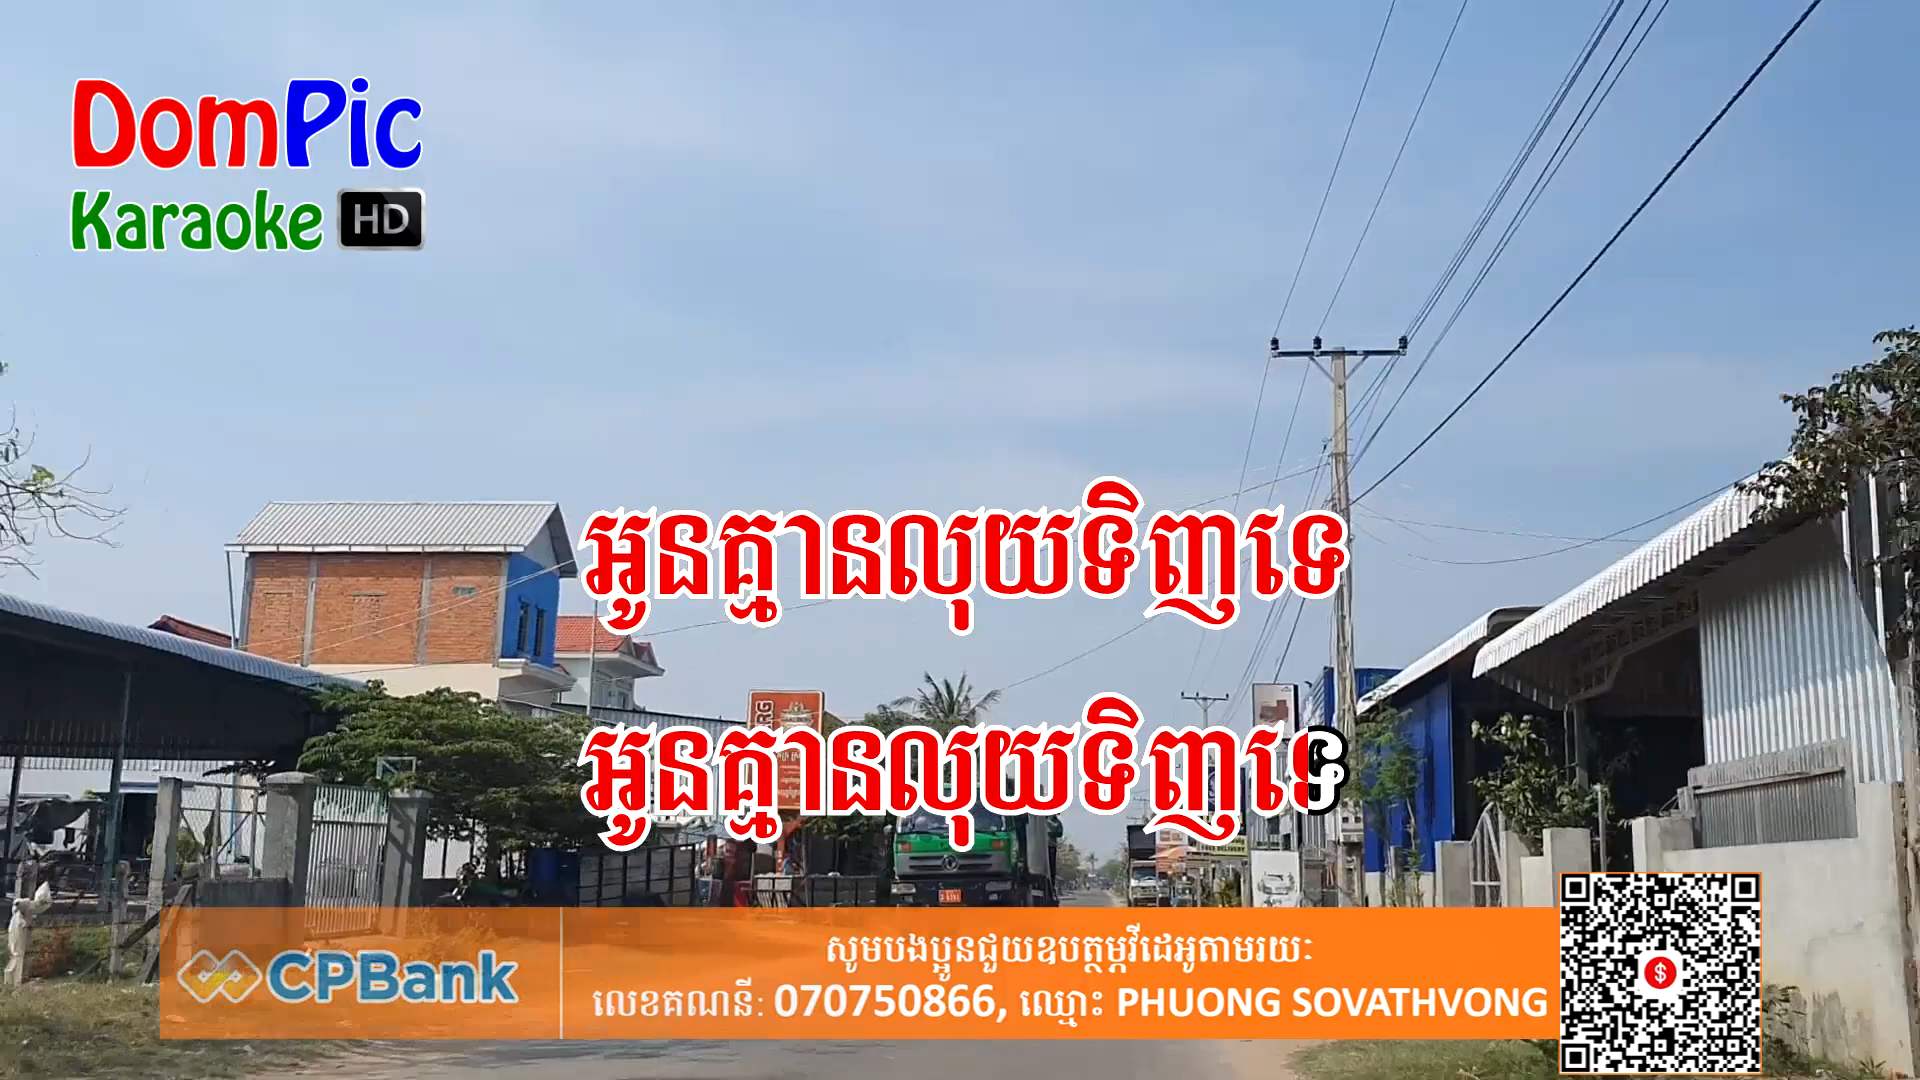 DomPic
Karaoke HD
អូនគ្មានលុយទិញទេ
អូនគ្មានលុយទិញទេ
FREE DELIVERY
CPBank
សូមបងប្អូនជួយឧបត្ថម្ភវីដេអូតាមរយៈ
លេខគណនី: 070750866, ឈ្មោះ PHUONG SOVATHVONG